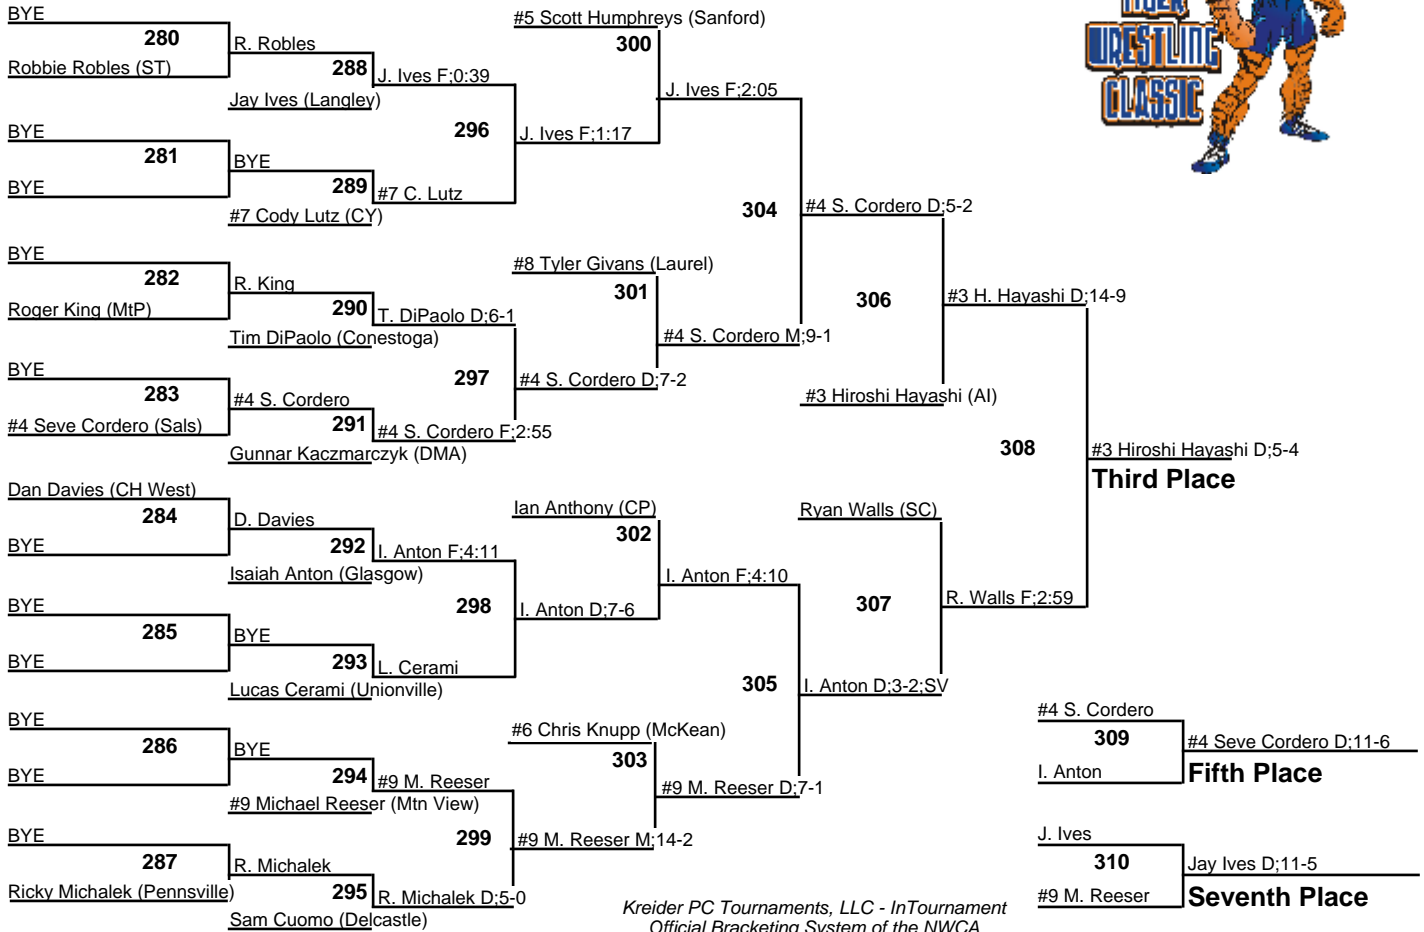 BYE
280
Robbie Robles (ST)
R. Robles
288
Jay Ives (Langley)
J. Ives F;0:39
BYE
281
BYE
BYE
289
#7 Cody Lutz (CY)
#7 C. Lutz
296
J. Ives F;1:17
#5 Scott Humphreys (Sanford)
300
J. Ives F;2:05
BYE
282
Roger King (MtP)
R. King
290
Tim DiPaolo (Conestoga)
T. DiPaolo D;6-1
BYE
283
#4 Seve Cordero (Sals)
#4 S. Cordero
291
Gunnar Kaczmarczyk (DMA)
#4 S. Cordero F;2:55
297
#4 S. Cordero D;7-2
#8 Tyler Givans (Laurel)
301
#4 S. Cordero M;9-1
304
#4 S. Cordero D;5-2
306
#3 Hiroshi Hayashi (AI)
#3 H. Hayashi D;14-9
Dan Davies (CH West)
284
BYE
D. Davies
292
Isaiah Anton (Glasgow)
I. Anton F;4:11
BYE
285
BYE
BYE
293
Lucas Cerami (Unionville)
L. Cerami
298
I. Anton D;7-6
Ian Anthony (CP)
302
I. Anton F;4:10
BYE
286
BYE
BYE
294
#9 Michael Reeser (Mtn View)
#9 M. Reeser
BYE
287
Ricky Michalek (Pennsville)
R. Michalek
295
Sam Cuomo (Delcastle)
R. Michalek D;5-0
299
#9 M. Reeser M;14-2
#6 Chris Knupp (McKean)
303
#9 M. Reeser D;7-1
305
I. Anton D;3-2;SV
Ryan Walls (SC)
307
R. Walls F;2:59
308
#3 Hiroshi Hayashi D;5-4
Third Place
#4 S. Cordero
309
I. Anton
#4 Seve Cordero D;11-6
Fifth Place
J. Ives
310
#9 M. Reeser
Jay Ives D;11-5
Seventh Place
TIGER
WRESTLING
CLASSIC
Kreider PC Tournaments, LLC - InTournament
Official Bracketing System of the NWCA